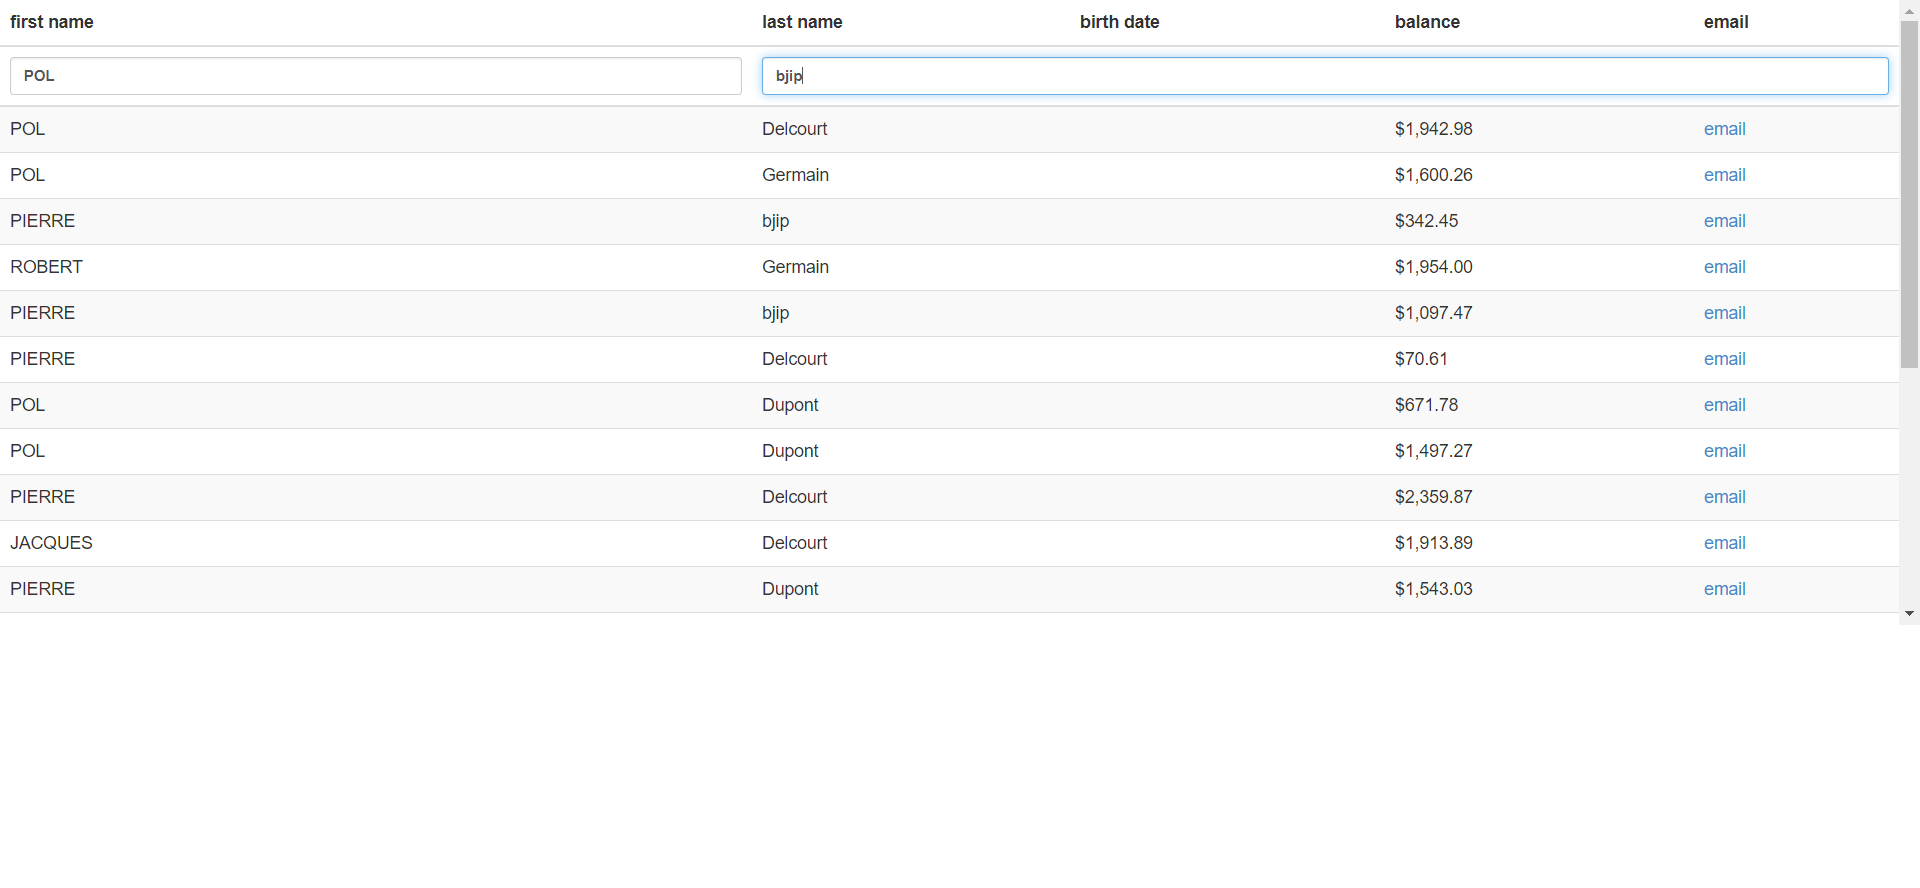 first name last name birth date balance email
POL bjip
POL Delcourt $1,942.98 email
POL Germain $1,600.26 email
PIERRE bjip $342.45 email
ROBERT Germain $1,954.00 email
PIERRE bjip $1,097.47 email
PIERRE Delcourt $70.61 email
POL Dupont $671.78 email
POL Dupont $1,497.27 email
PIERRE Delcourt $2,359.87 email
JACQUES Delcourt $1,913.89 email
PIERRE Dupont $1,543.03 email